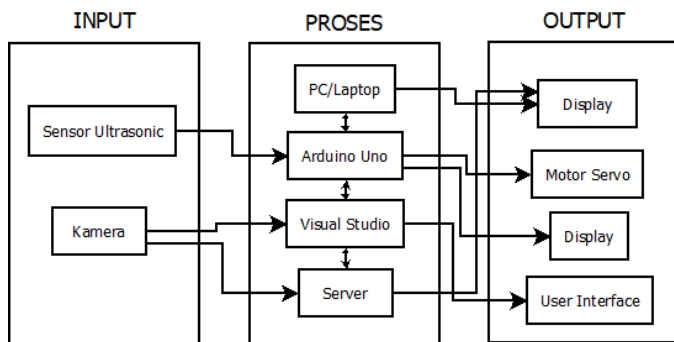 INPUT
PROSES
OUTPUT
Sensor Ultrasonic
Kamera
PC/Laptop
Arduino Uno
Visual Studio
Server
Display
Motor Servo
Display
User Interface